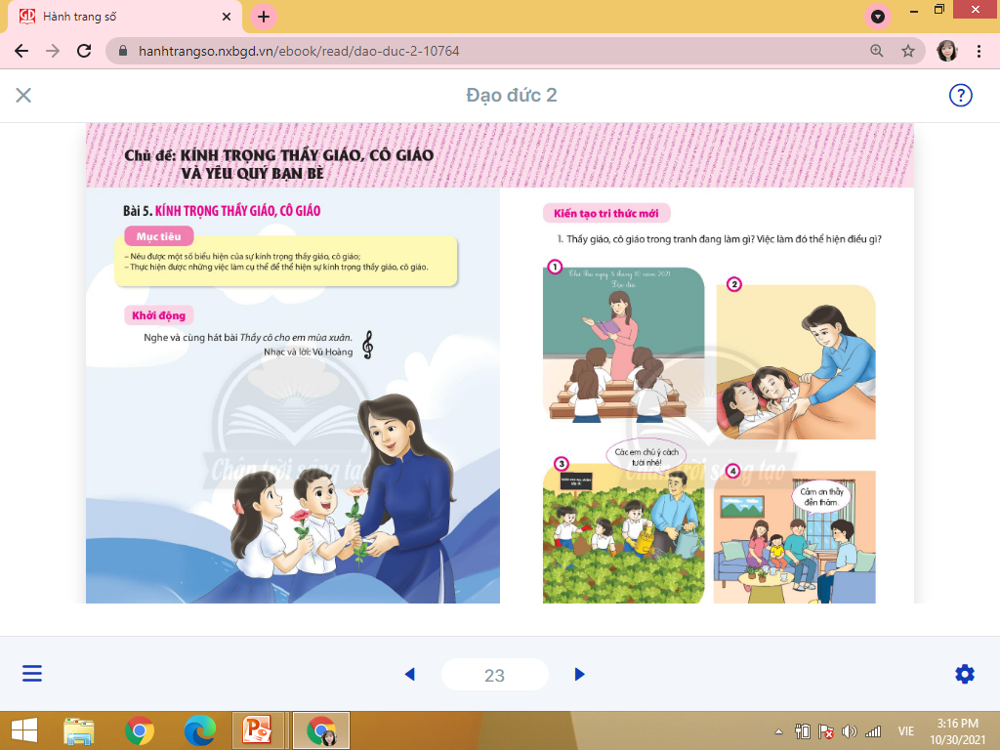 Hành trang số
hanhtrangso.nxbgd.vn/ebook/read/dao-duc-2-10764
Đạo đức 2
Chủ đề: KÍNH TRỌNG THẦY GIÁO, CÔ GIÁO
VÀ YÊU QUÝ BẠN BÈ
Bài 5. KÍNH TRỌNG THẦY GIÁO, CÔ GIÁO
Mục tiêu
– Nêu được một số biểu hiện của sự kính trọng thầy giáo, cô giáo;
– Thực hiện được những việc làm cụ thể để thể hiện sự kính trọng thầy giáo, cô giáo.
Khởi động
Nghe và cùng hát bài Thầy cô cho em mùa xuân.
Nhạc và lời: Vũ Hoàng
Chân trời sáng tạo
Kiến tạo tri thức mới
1. Thầy giáo, cô giáo trong tranh đang làm gì? Việc làm đó thể hiện điều gì?
1
Thứ Ba ngày 5 tháng 10 năm 2021
Đạo đức
2
3
Các em chú ý cách
tưới nhé!
4
Cảm ơn thầy
đến thăm.
Chân trời sáng tạo
23
VIE
3:16 PM
10/30/2021